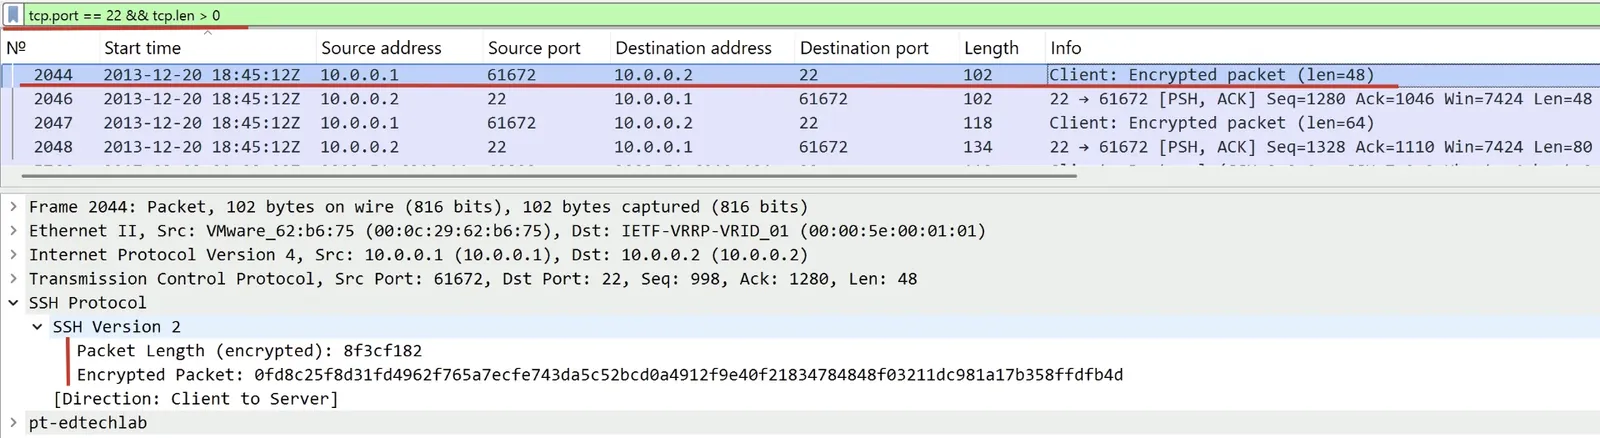 tcp.port == 22 && tcp.len > 0
№ Start time Source address Source port Destination address Destination port Length Info
2044 2013-12-20 18:45:12Z 10.0.0.1 61672 10.0.0.2 22 102 Client: Encrypted packet (len=48)
2046 2013-12-20 18:45:12Z 10.0.0.2 22 10.0.0.1 61672 102 22 → 61672 [PSH, ACK] Seq=1280 Ack=1046 Win=7424 Len=48
2047 2013-12-20 18:45:12Z 10.0.0.1 61672 10.0.0.2 22 118 Client: Encrypted packet (len=64)
2048 2013-12-20 18:45:12Z 10.0.0.2 22 10.0.0.1 61672 134 22 → 61672 [PSH, ACK] Seq=1328 Ack=1110 Win=7424 Len=80
Frame 2044: Packet, 102 bytes on wire (816 bits), 102 bytes captured (816 bits)
Ethernet II, Src: VMware_62:b6:75 (00:0c:29:62:b6:75), Dst: IETF-VRRP-VRID_01 (00:00:5e:00:01:01)
Internet Protocol Version 4, Src: 10.0.0.1 (10.0.0.1), Dst: 10.0.0.2 (10.0.0.2)
Transmission Control Protocol, Src Port: 61672, Dst Port: 22, Seq: 998, Ack: 1280, Len: 48
SSH Protocol
SSH Version 2
Packet Length (encrypted): 8f3cf182
Encrypted Packet: 0fd8c25f8d31fd4962f765a7ecfe743da5c52bcd0a4912f9e40f21834784848f03211dc981a17b358ffdfb4d
[Direction: Client to Server]
pt-edtechlab